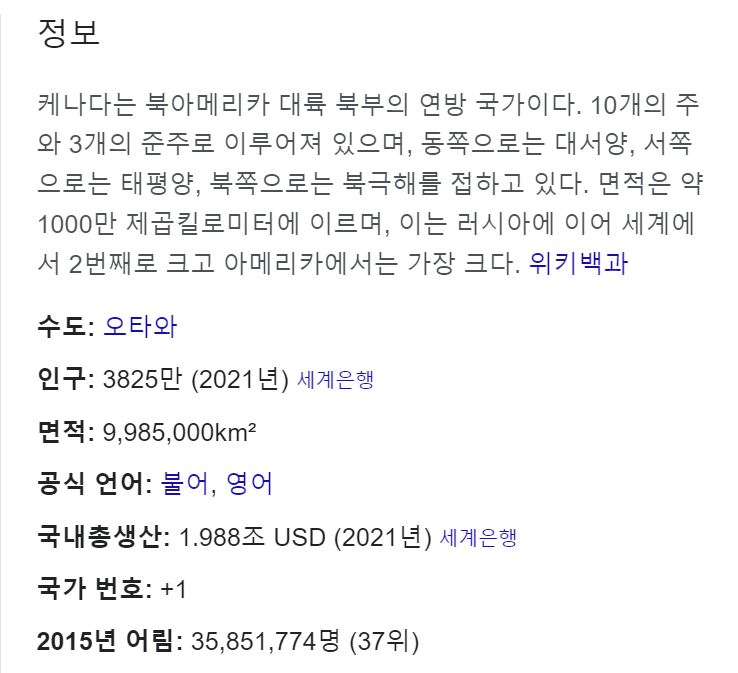 정보
케나다는 북아메리카 대륙 북부의 연방 국가이다. 10개의 주
와 3개의 준주로 이루어져 있으며, 동쪽으로는 대서양, 서쪽
으로는 태평양, 북쪽으로는 북극해를 접하고 있다. 면적은 약
1000만 제곱킬로미터에 이르며, 이는 러시아에 이어 세계에
서 2번째로 크고 아메리카에서는 가장 크다. 위키백과
수도: 오타와
인구: 3825만 (2021년) 세계은행
면적: 9,985,000km²
공식 언어: 불어, 영어
국내총생산: 1.988조 USD (2021년) 세계은행
국가 번호: +1
2015년 어림: 35,851,774명 (37위)